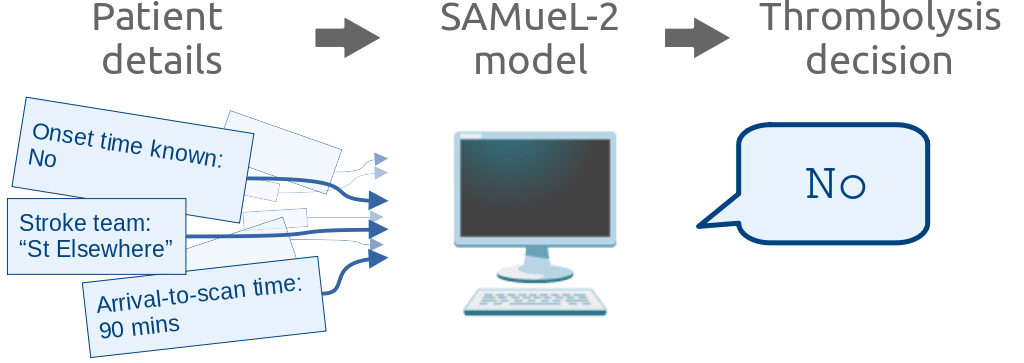 Patient
details
SAMueL-2
model
Thrombolysis
decision
Onset time known:
No
Stroke team:
“St Elsewhere”
Arrival-to-scan time:
90 mins
No